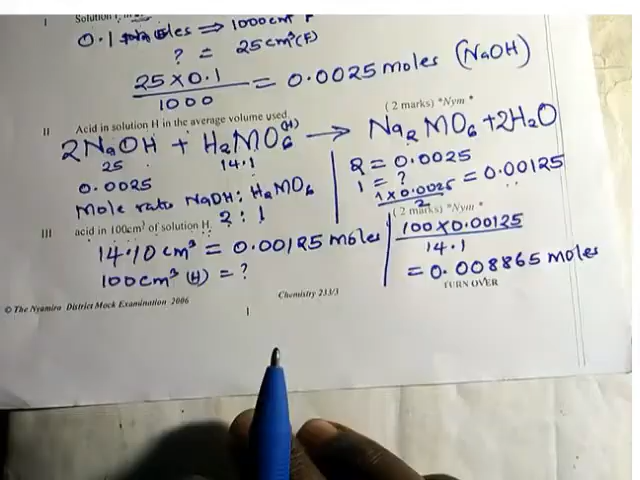 I Solution
0.1 moles ⇒ 1000cm³ F
? = 25cm³(F)
25×0.1/1000 = 0.0025 moles (NaOH)
(2 marks) *Nym *
II Acid in solution H in the average volume used.
2NaOH + H₂MO₆(H) → Na₂MO₆ + 2H₂O
25 14.1
0.0025
Mole ratio NaOH : H₂MO₆
2 : 1
2 = 0.0025
1 = ?
1×0.0025/2 = 0.00125
(2 marks) *Nym *
III acid in 100cm³ of solution H.
14.10 cm³ = 0.00125 moles
100cm³ (H) = ?
100×0.00125/14.1
= 0.008865 moles
© The Nyamira District Mock Examination 2006
1
Chemistry 233/3
TURN OVER